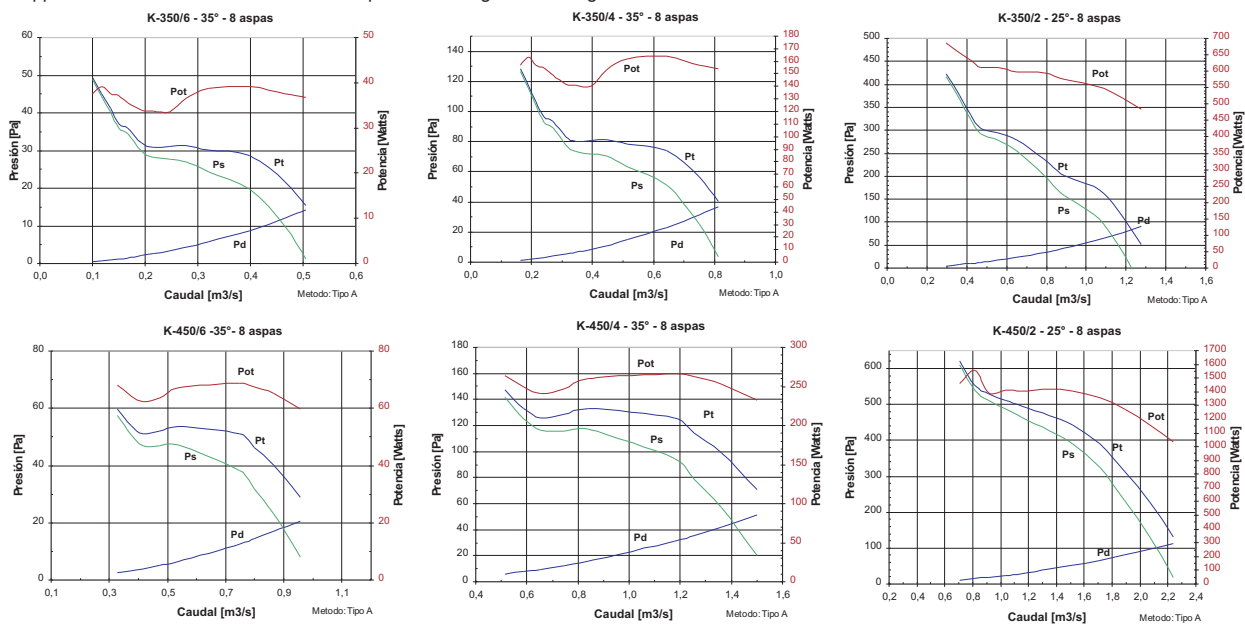 K-350/6 - 35° - 8 aspas
60
50
40
30
20
10
0
Presión [Pa]
50
40
30
20
10
0
Potencia [Watts]
Pot
Pt
Ps
Pd
0,0 0,1 0,2 0,3 0,4 0,5 0,6
Caudal [m3/s]
Metodo: Tipo A
K-350/4 - 35° - 8 aspas
140
120
100
80
60
40
20
0
Presión [Pa]
180
170
160
150
140
130
120
110
100
90
80
70
60
50
40
30
20
10
0
Potencia [Watts]
Pot
Pt
Ps
Pd
0,0 0,2 0,4 0,6 0,8 1,0
Caudal [m3/s]
Metodo: Tipo A
K-350/2 - 25° - 8 aspas
500
450
400
350
300
250
200
150
100
50
0
Presión [Pa]
700
600
500
400
300
200
100
0
Potencia [Watts]
Pot
Pt
Ps
Pd
0,0 0,2 0,4 0,6 0,8 1,0 1,2 1,4 1,6
Caudal [m3/s]
Metodo: Tipo A
K-450/6 -35°- 8 aspas
80
60
40
20
0
Presión [Pa]
80
60
40
20
0
Potencia [Watts]
Pot
Pt
Ps
Pd
0,1 0,3 0,5 0,7 0,9 1,1
Caudal [m3/s]
Metodo: Tipo A
K-450/4 - 35° - 8 aspas
180
160
140
120
100
80
60
40
20
0
Presión [Pa]
300
250
200
150
100
50
0
Potencia [Watts]
Pot
Pt
Ps
Pd
0,4 0,6 0,8 1,0 1,2 1,4 1,6
Caudal [m3/s]
Metodo: Tipo A
K-450/2 - 25° - 8 aspas
600
500
400
300
200
100
0
Presión [Pa]
1700
1600
1500
1400
1300
1200
1100
1000
900
800
700
600
500
400
300
200
100
0
Potencia [Watts]
Pot
Pt
Ps
Pd
0,2 0,4 0,6 0,8 1,0 1,2 1,4 1,6 1,8 2,0 2,2 2,4
Caudal [m3/s]
Metodo: Tipo A